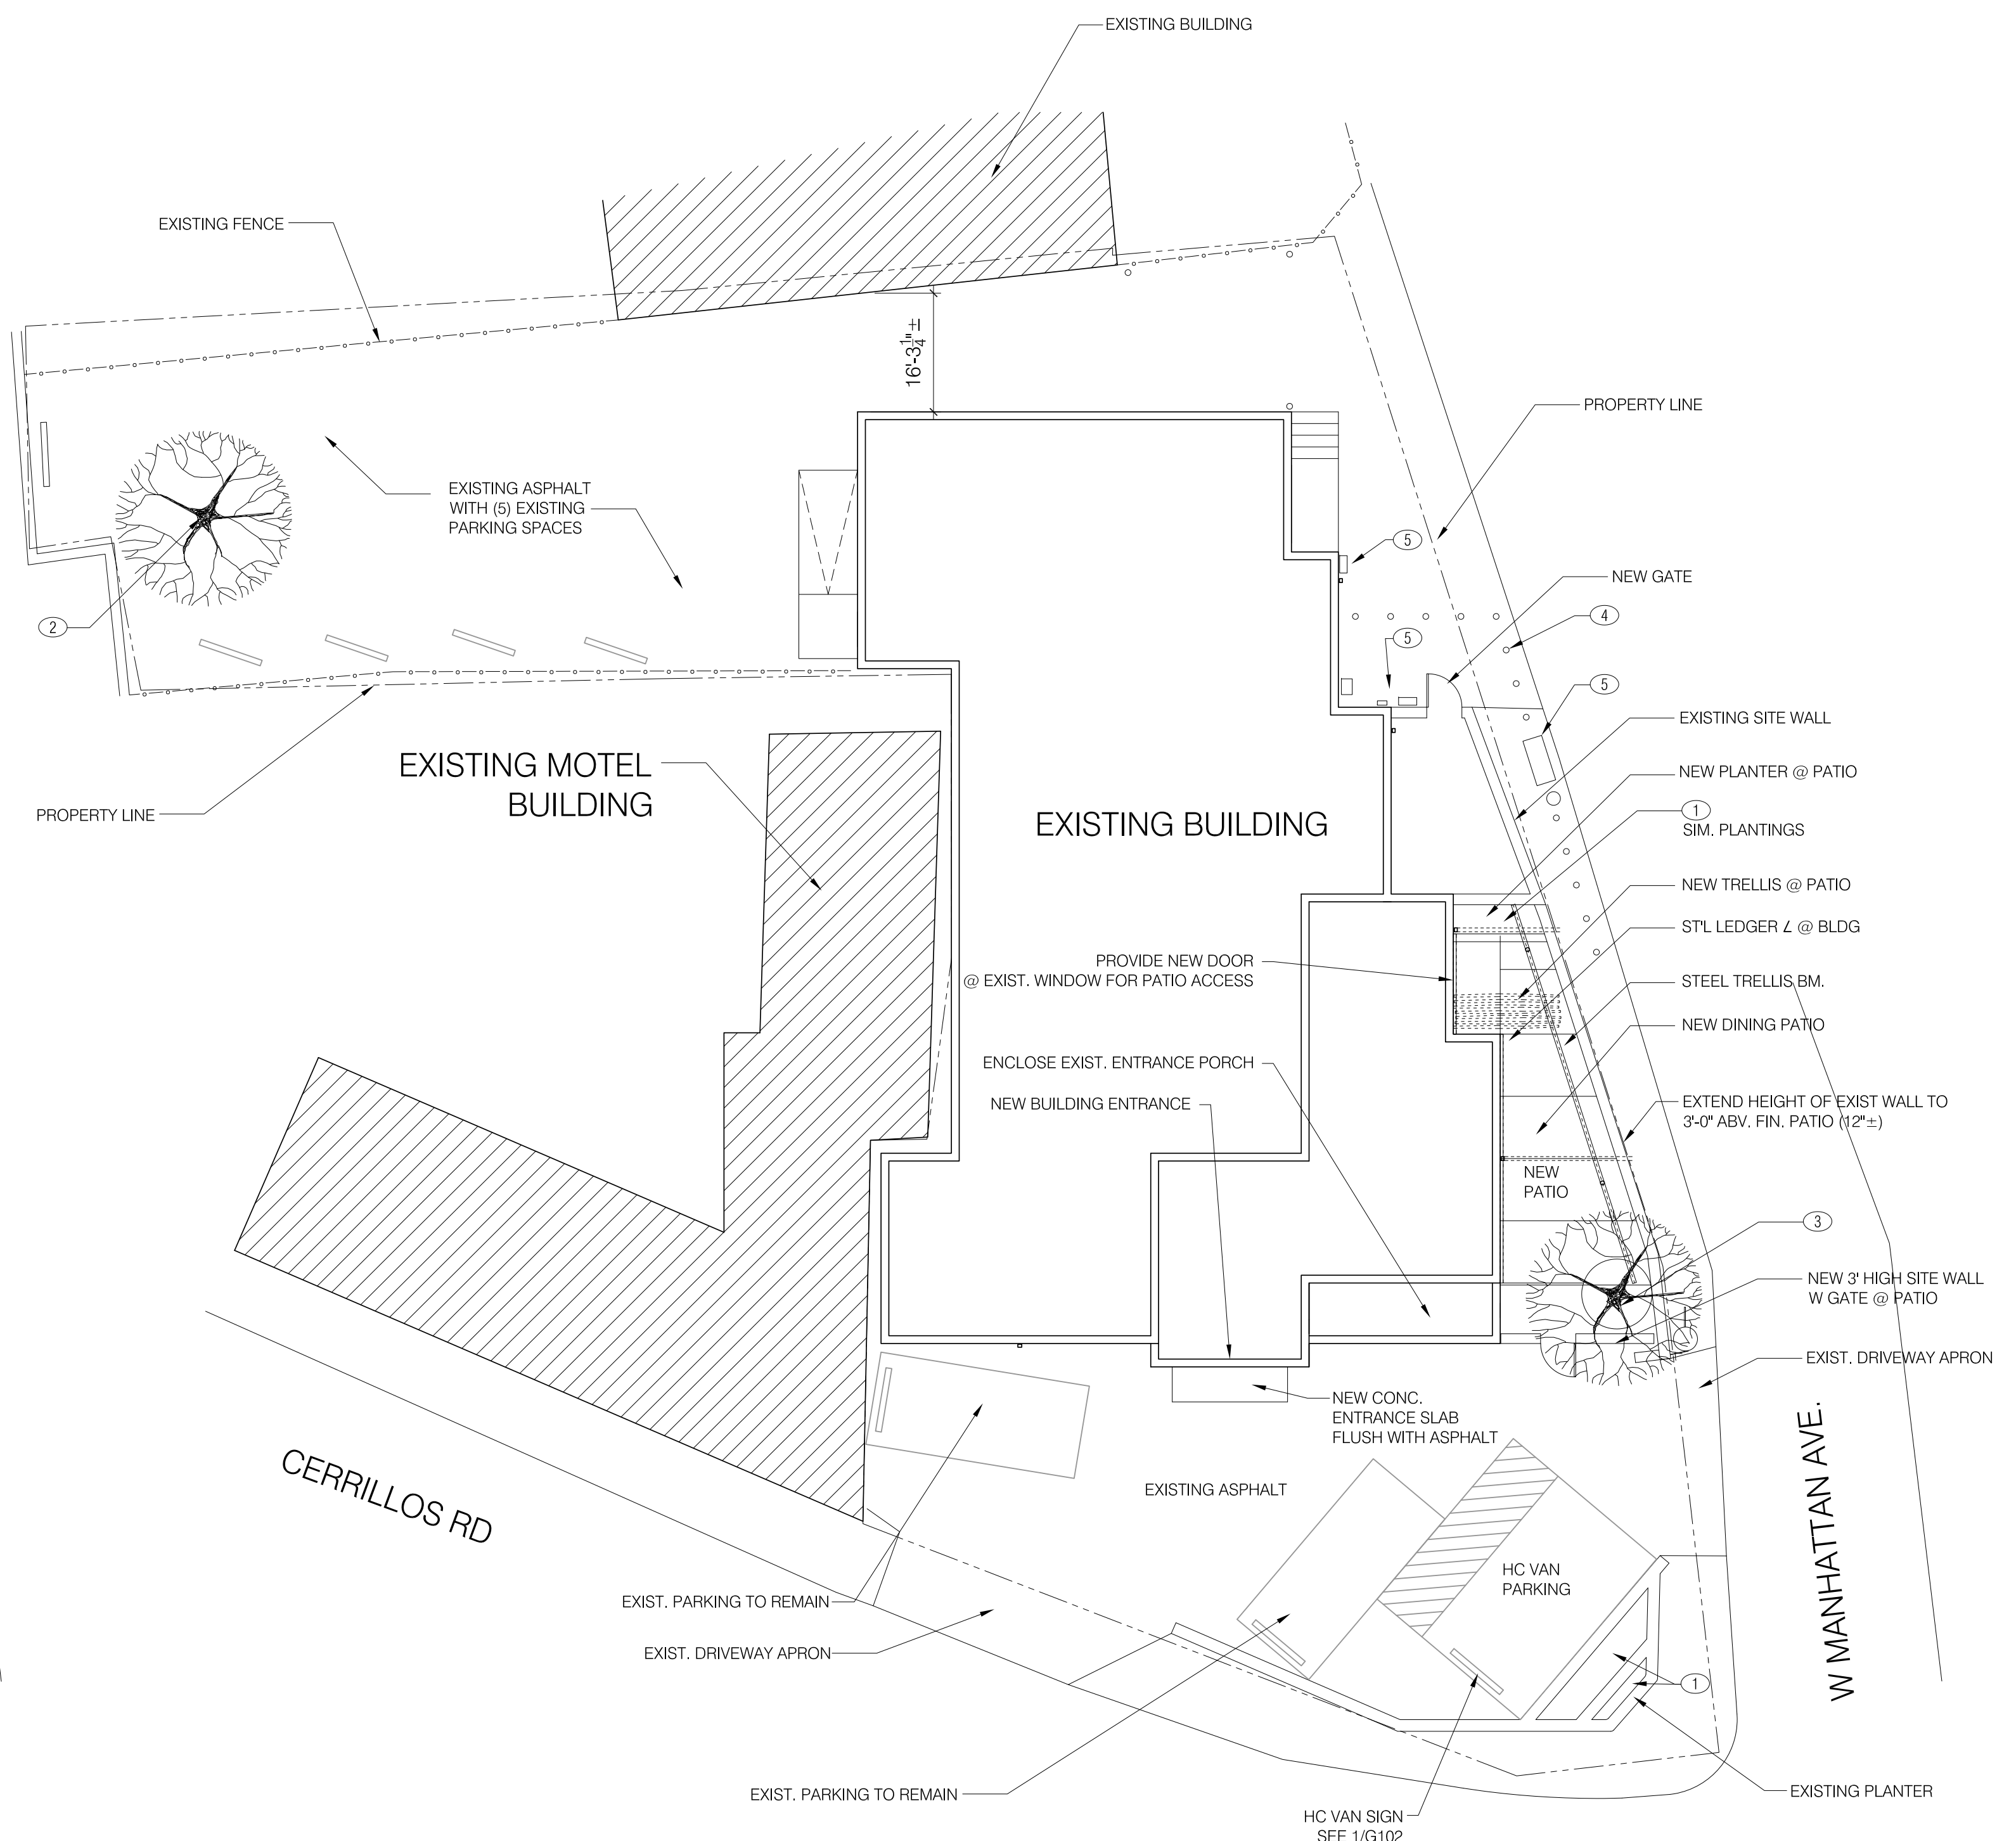 EXISTING BUILDING
EXISTING FENCE
16'-3 1/4"±
PROPERTY LINE
EXISTING ASPHALT
WITH (5) EXISTING
PARKING SPACES
5
NEW GATE
4
2
5
5
EXISTING SITE WALL
EXISTING MOTEL
BUILDING
NEW PLANTER @ PATIO
PROPERTY LINE
EXISTING BUILDING
1
SIM. PLANTINGS
NEW TRELLIS @ PATIO
ST'L LEDGER ∠ @ BLDG
PROVIDE NEW DOOR
@ EXIST. WINDOW FOR PATIO ACCESS
STEEL TRELLIS BM.
NEW DINING PATIO
ENCLOSE EXIST. ENTRANCE PORCH
NEW BUILDING ENTRANCE
EXTEND HEIGHT OF EXIST WALL TO
3'-0" ABV. FIN. PATIO (12"±)
NEW
PATIO
3
NEW 3' HIGH SITE WALL
W GATE @ PATIO
EXIST. DRIVEWAY APRON
NEW CONC.
ENTRANCE SLAB
FLUSH WITH ASPHALT
CERRILLOS RD
EXISTING ASPHALT
W MANHATTAN AVE.
HC VAN
PARKING
EXIST. PARKING TO REMAIN
EXIST. DRIVEWAY APRON
1
EXIST. PARKING TO REMAIN
EXISTING PLANTER
HC VAN SIGN
SEE 1/G102